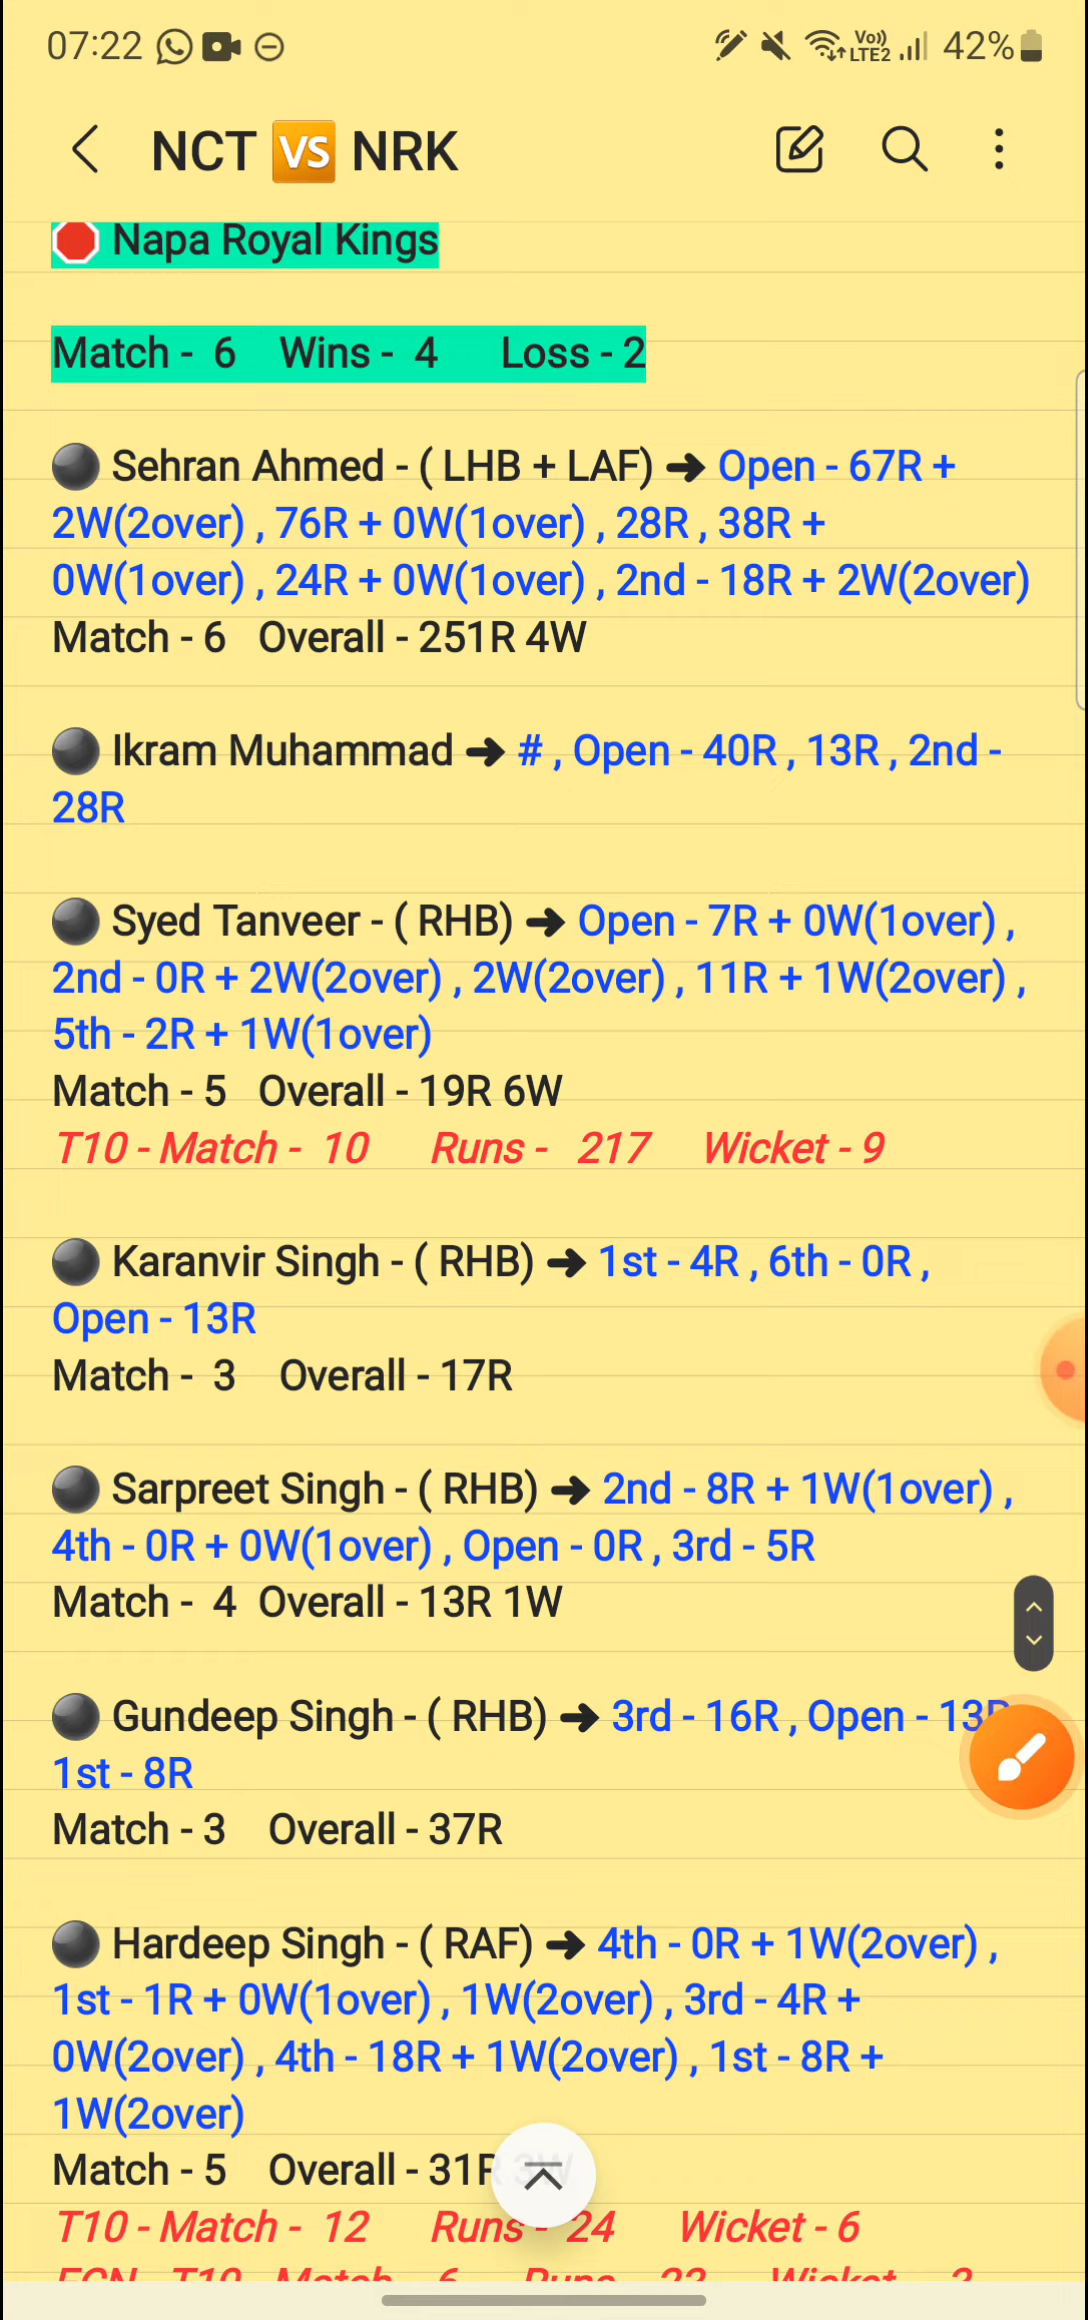 07:22
Vo)) LTE2 42%
NCT VS NRK
Napa Royal Kings
Match - 6 Wins - 4 Loss - 2
Sehran Ahmed - ( LHB + LAF) ➔ Open - 67R +
2W(2over) , 76R + 0W(1over) , 28R , 38R +
0W(1over) , 24R + 0W(1over) , 2nd - 18R + 2W(2over)
Match - 6 Overall - 251R 4W
Ikram Muhammad ➔ # , Open - 40R , 13R , 2nd -
28R
Syed Tanveer - ( RHB) ➔ Open - 7R + 0W(1over) ,
2nd - 0R + 2W(2over) , 2W(2over) , 11R + 1W(2over) ,
5th - 2R + 1W(1over)
Match - 5 Overall - 19R 6W
T10 - Match - 10 Runs - 217 Wicket - 9
Karanvir Singh - ( RHB) ➔ 1st - 4R , 6th - 0R ,
Open - 13R
Match - 3 Overall - 17R
Sarpreet Singh - ( RHB) ➔ 2nd - 8R + 1W(1over) ,
4th - 0R + 0W(1over) , Open - 0R , 3rd - 5R
Match - 4 Overall - 13R 1W
Gundeep Singh - ( RHB) ➔ 3rd - 16R , Open - 13R
1st - 8R
Match - 3 Overall - 37R
Hardeep Singh - ( RAF) ➔ 4th - 0R + 1W(2over) ,
1st - 1R + 0W(1over) , 1W(2over) , 3rd - 4R +
0W(2over) , 4th - 18R + 1W(2over) , 1st - 8R +
1W(2over)
Match - 5 Overall - 31R 3W
T10 - Match - 12 Runs - 24 Wicket - 6